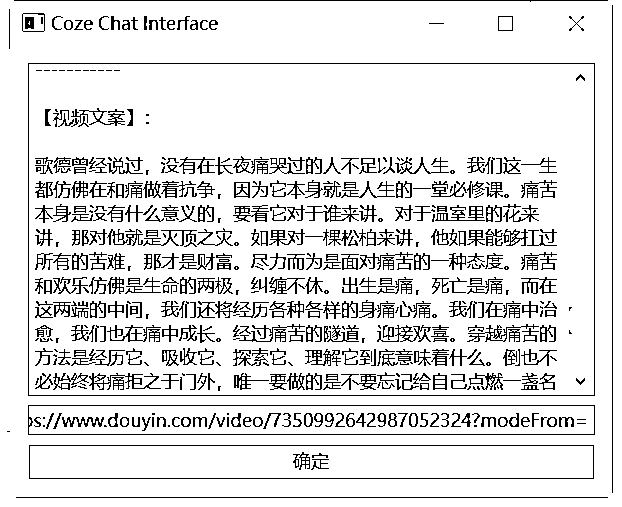 Coze Chat Interface
-----------
【视频文案】：
歌德曾经说过，没有在长夜痛哭过的人不足以谈人生。我们这一生
都仿佛在和痛做着抗争，因为它本身就是人生的一堂必修课。痛苦
本身是没有什么意义的，要看它对于谁来讲。对于温室里的花来
讲，那对他就是灭顶之灾。如果对一棵松柏来讲，他如果能够扛过
所有的苦难，那才是财富。尽力而为是面对痛苦的一种态度。痛苦
和欢乐仿佛是生命的两极，纠缠不休。出生是痛，死亡是痛，而在
这两端的中间，我们还将经历各种各样的身痛心痛。我们在痛中治
愈，我们也在痛中成长。经过痛苦的隧道，迎接欢喜。穿越痛苦的
方法是经历它、吸收它、探索它、理解它到底意味着什么。倒也不
必始终将痛拒之于门外，唯一要做的是不要忘记给自己点燃一盏名
ps://www.douyin.com/video/7350992642987052324?modeFrom=
确定